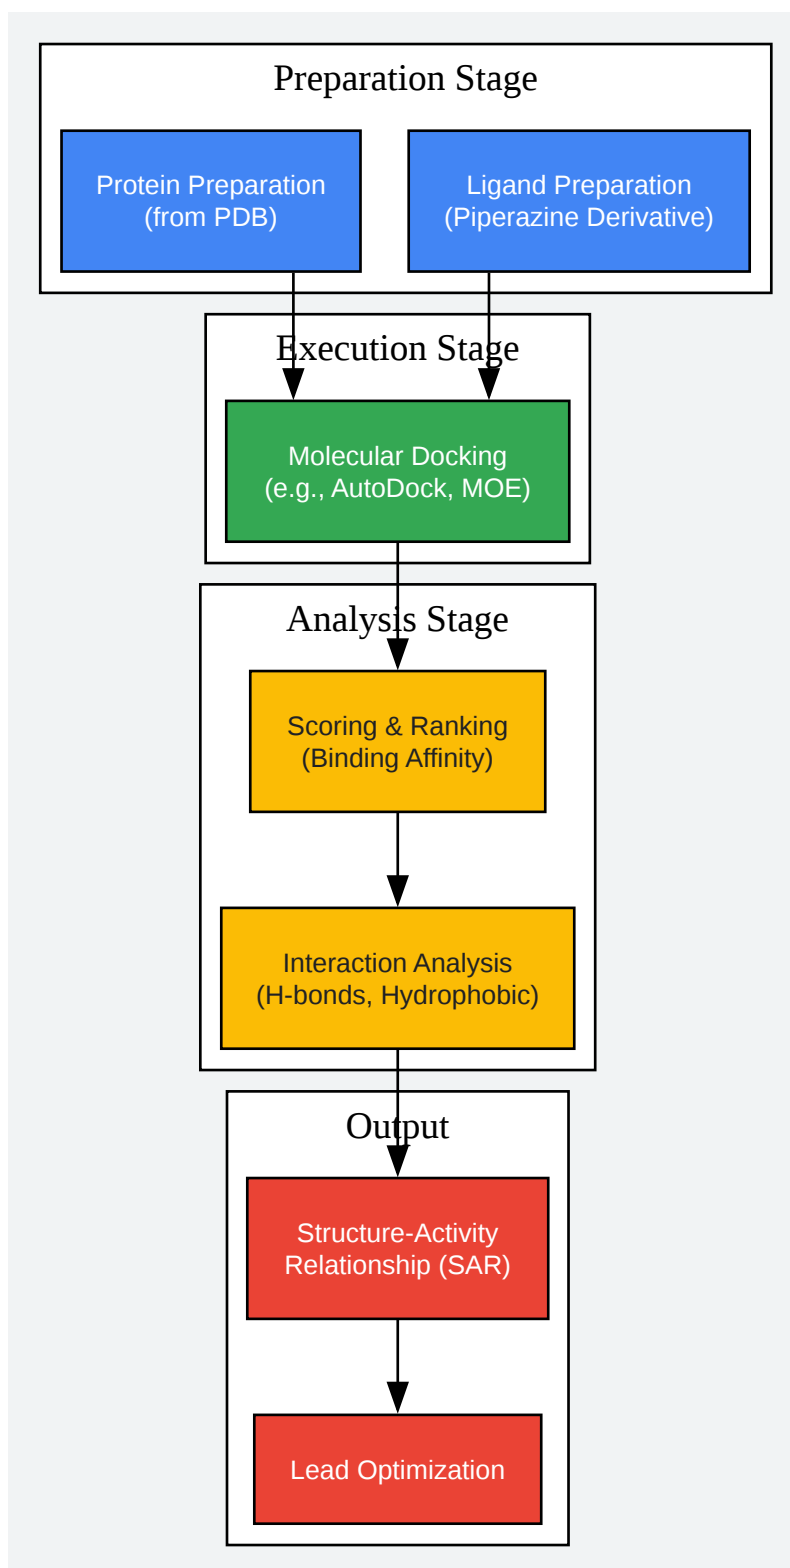 Preparation Stage
Protein Preparation
(from PDB)
Ligand Preparation
(Piperazine Derivative)
Execution Stage
Molecular Docking
(e.g., AutoDock, MOE)
Analysis Stage
Scoring & Ranking
(Binding Affinity)
Interaction Analysis
(H-bonds, Hydrophobic)
Output
Structure-Activity
Relationship (SAR)
Lead Optimization